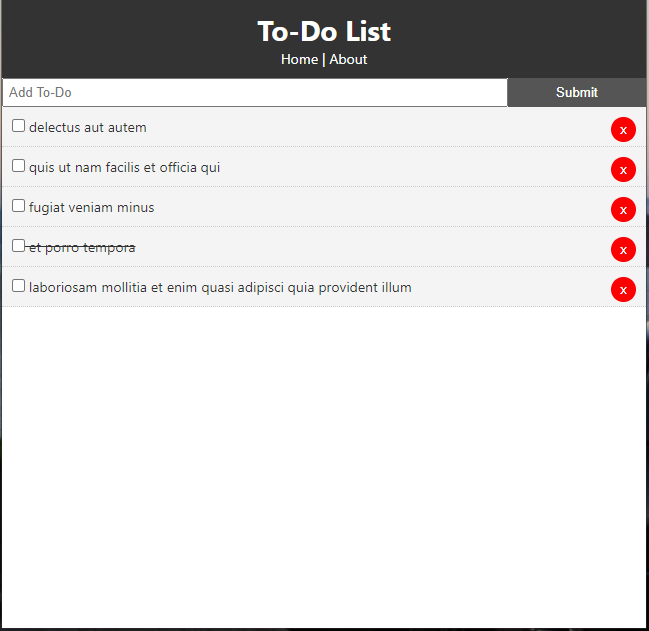 To-Do List
Home | About
Add To-Do Submit
delectus aut autem x
quis ut nam facilis et officia qui x
fugiat veniam minus x
et porro tempora x
laboriosam mollitia et enim quasi adipisci quia provident illum x